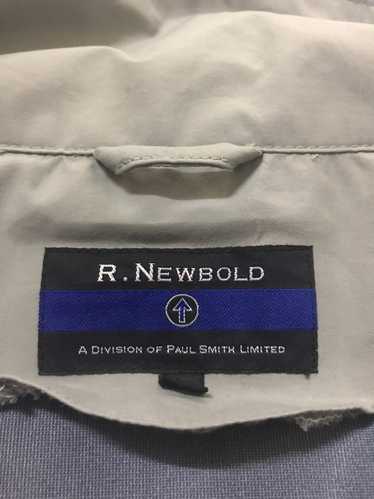 R. NEWBOLD
A DIVISION OF PAUL SMITH LIMITED